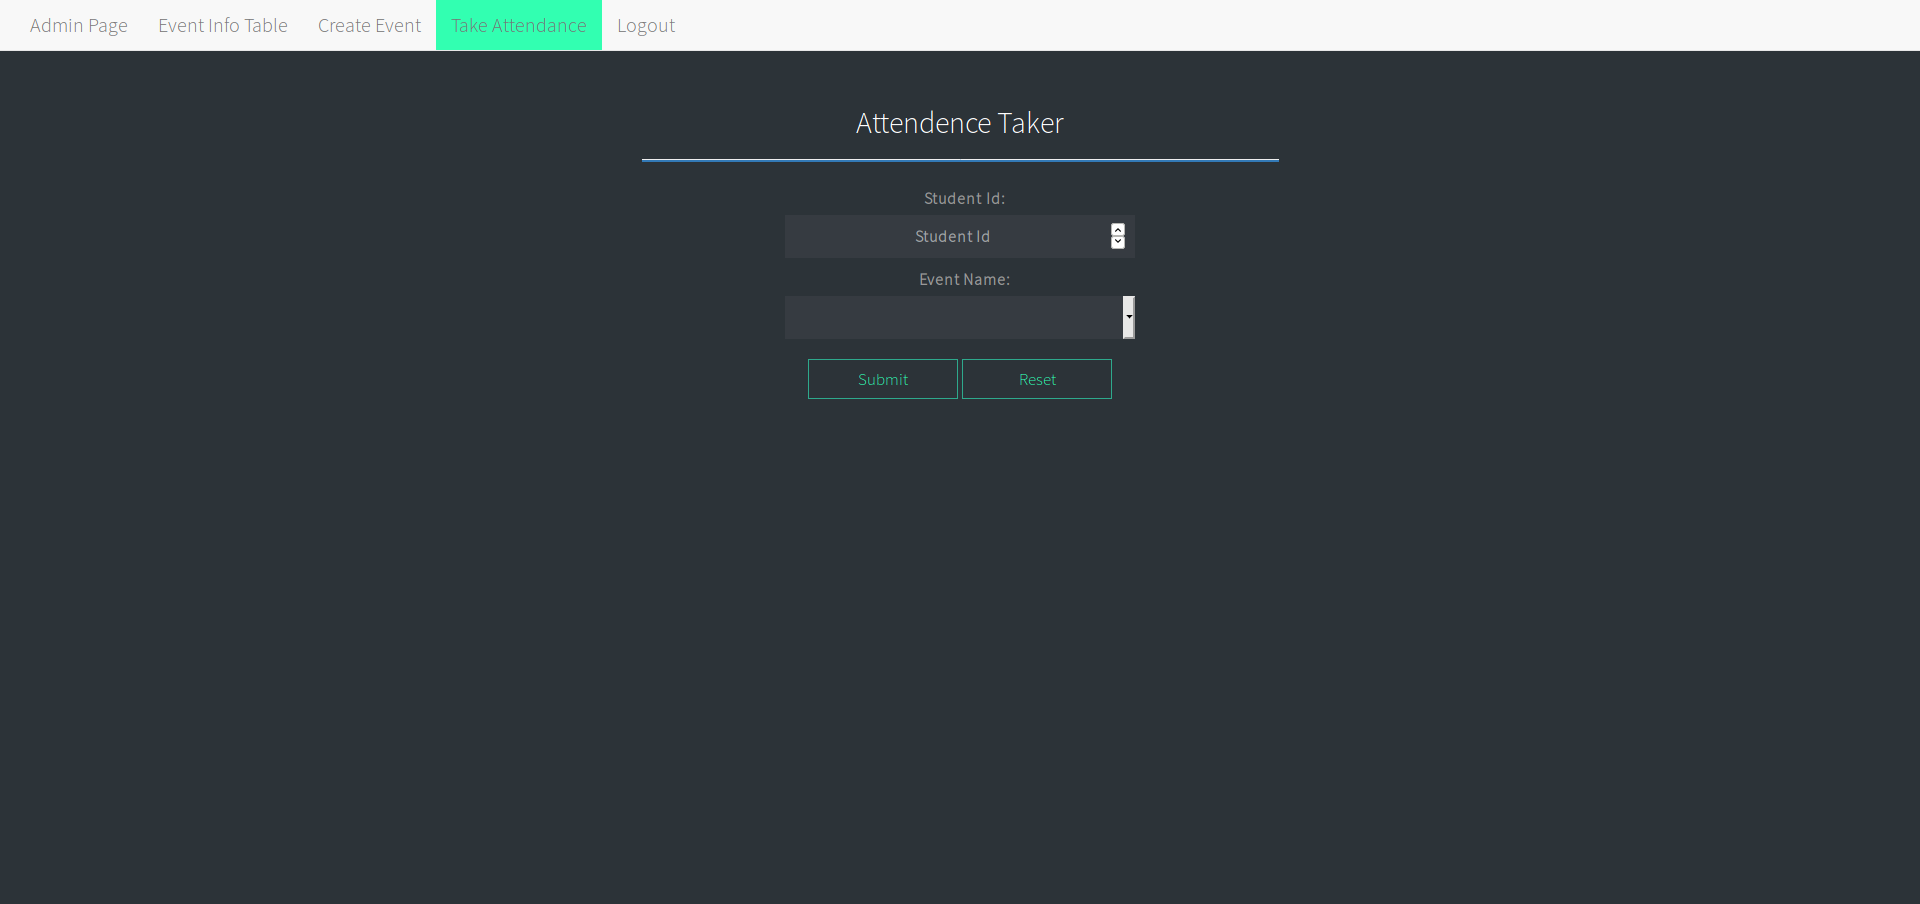 Admin Page Event Info Table Create Event Take Attendance Logout
Attendence Taker
Student Id:
Student Id
Event Name:
Submit Reset